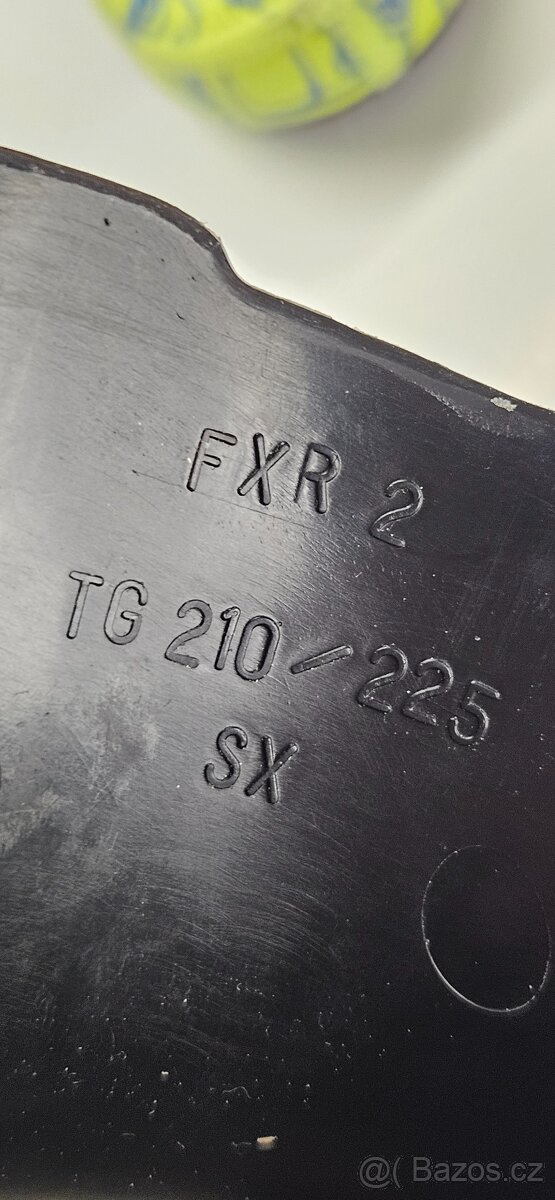 FXR 2
TG 210/225
SX
@( Bazos.cz